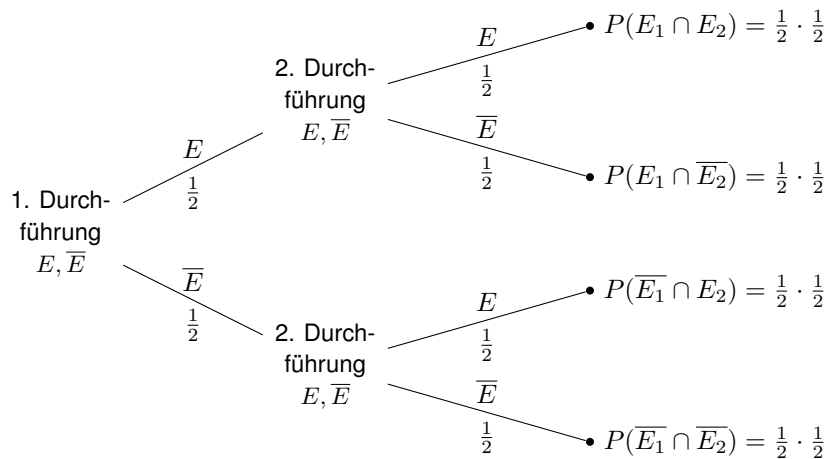 E
1/2
P(E₁ ∩ E₂) = 1/2 · 1/2
2. Durch-
führung
E, E̅
E̅
1/2
P(E₁ ∩ E̅₂) = 1/2 · 1/2
E
1/2
1. Durch-
führung
E, E̅
E̅
1/2
E
1/2
P(E̅₁ ∩ E₂) = 1/2 · 1/2
2. Durch-
führung
E, E̅
E̅
1/2
P(E̅₁ ∩ E̅₂) = 1/2 · 1/2